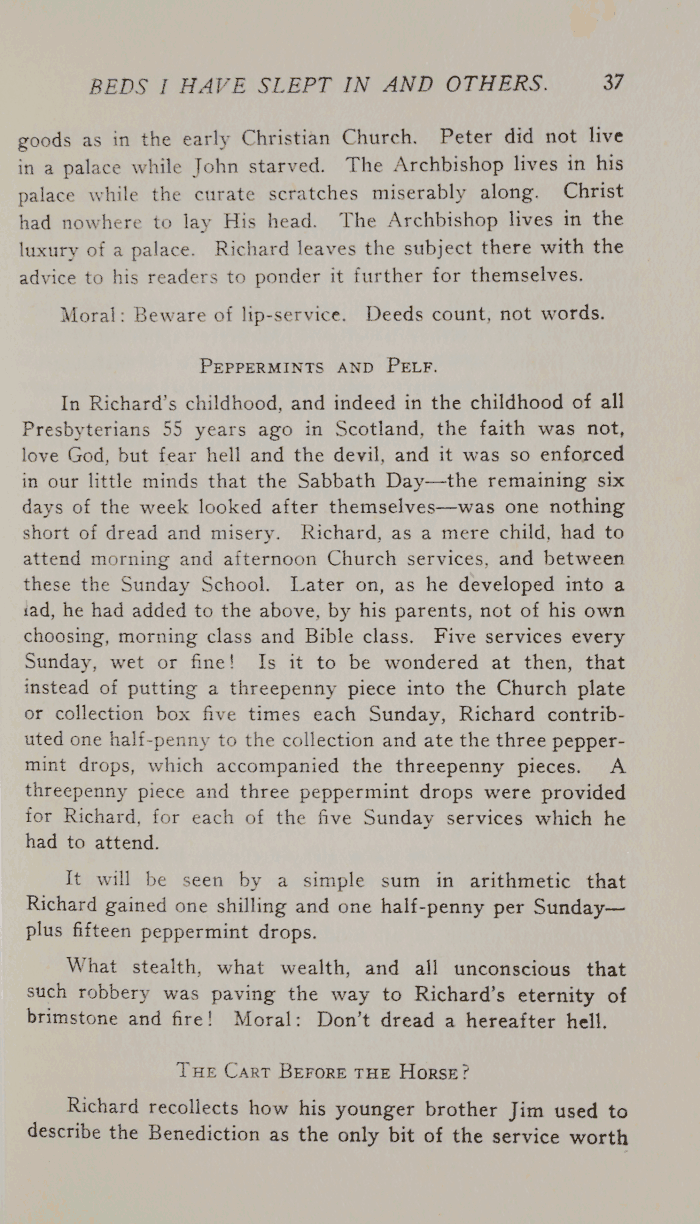 BEDS I HAVE SLEPT IN AND OTHERS. 37
goods as in the early Christian Church. Peter did not live
in a palace while John starved. The Archbishop lives in his
palace while the curate scratches miserably along. Christ
had nowhere to lay His head. The Archbishop lives in the
luxury of a palace. Richard leaves the subject there with the
advice to his readers to ponder it further for themselves.
Moral: Beware of lip-service. Deeds count, not words.
PEPPERMINTS AND PELF.
In Richard's childhood, and indeed in the childhood of all
Presbyterians 55 years ago in Scotland, the faith was not,
love God, but fear hell and the devil, and it was so enforced
in our little minds that the Sabbath Day—the remaining six
days of the week looked after themselves—was one nothing
short of dread and misery. Richard, as a mere child, had to
attend morning and afternoon Church services, and between
these the Sunday School. Later on, as he developed into a
lad, he had added to the above, by his parents, not of his own
choosing, morning class and Bible class. Five services every
Sunday, wet or fine! Is it to be wondered at then, that
instead of putting a threepenny piece into the Church plate
or collection box five times each Sunday, Richard contrib-
uted one half-penny to the collection and ate the three pepper-
mint drops, which accompanied the threepenny pieces. A
threepenny piece and three peppermint drops were provided
for Richard, for each of the five Sunday services which he
had to attend.
It will be seen by a simple sum in arithmetic that
Richard gained one shilling and one half-penny per Sunday—
plus fifteen peppermint drops.
What stealth, what wealth, and all unconscious that
such robbery was paving the way to Richard's eternity of
brimstone and fire! Moral: Don't dread a hereafter hell.
THE CART BEFORE THE HORSE?
Richard recollects how his younger brother Jim used to
describe the Benediction as the only bit of the service worth